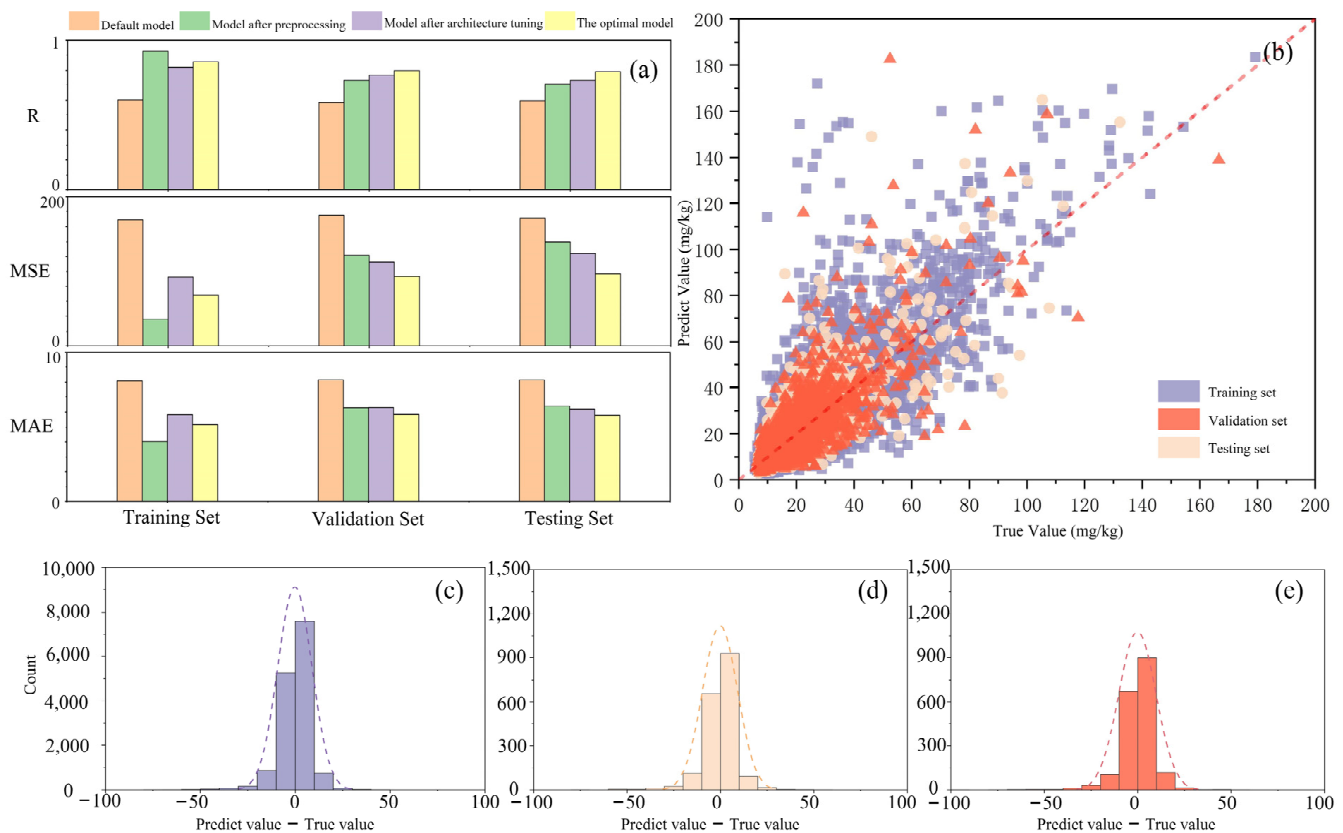 Default model Model after preprocessing Model after architecture tuning The optimal model
(a)
1
R
0
200
MSE
0
10
MAE
0
Training Set Validation Set Testing Set
(b)
200
180
160
140
120
100
80
60
40
20
0
Predict Value (mg/kg)
Training set
Validation set
Testing set
0 20 40 60 80 100 120 140 160 180 200
True Value (mg/kg)
(c)
10,000
8,000
6,000
4,000
2,000
0
Count
−100 −50 0 50 100
Predict value − True value
(d)
1,500
1,200
900
600
300
0
−100 −50 0 50 100
Predict value − True value
(e)
1,500
1,200
900
600
300
0
−100 −50 0 50 100
Predict value − True value